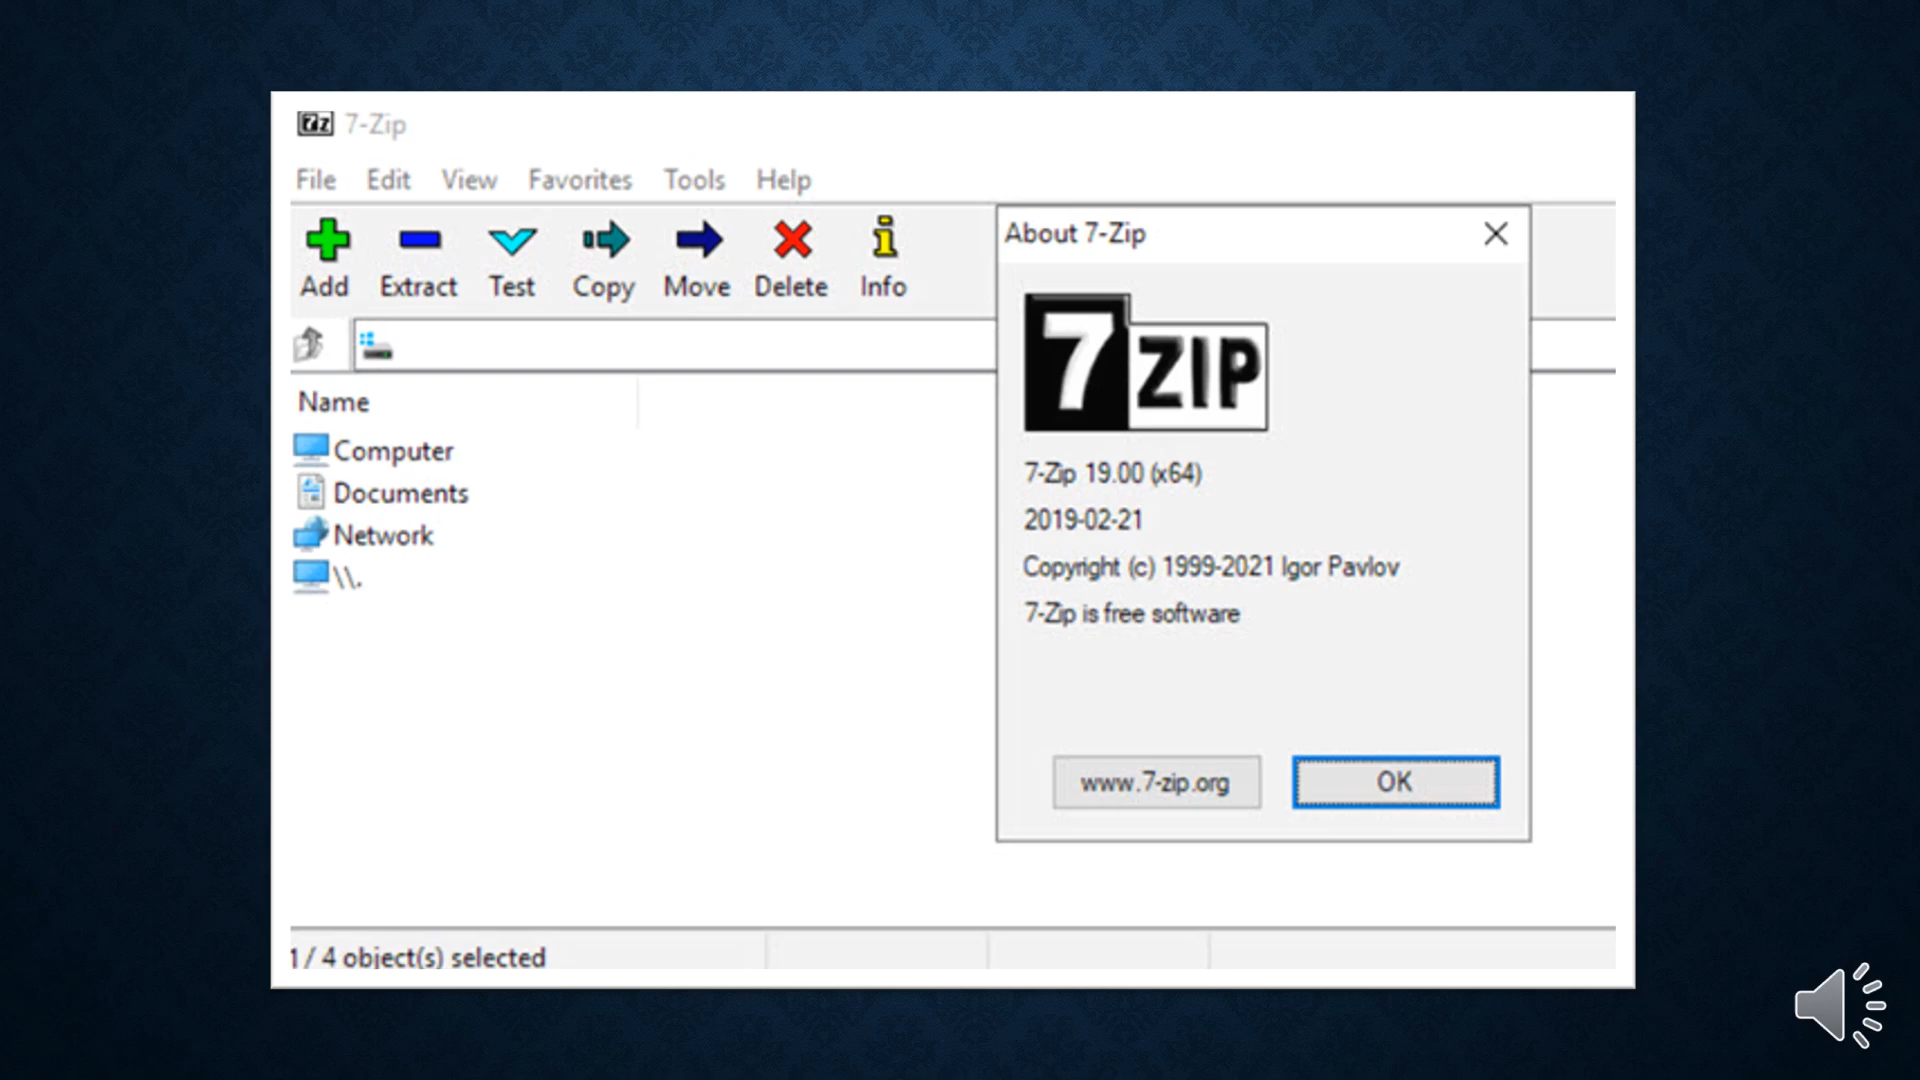 7z 7-Zip
File Edit View Favorites Tools Help
Add Extract Test Copy Move Delete Info
Name
Computer
Documents
Network
\\.
1 / 4 object(s) selected
About 7-Zip
7 ZIP
7-Zip 19.00 (x64)
2019-02-21
Copyright (c) 1999-2021 Igor Pavlov
7-Zip is free software
www.7-zip.org OK